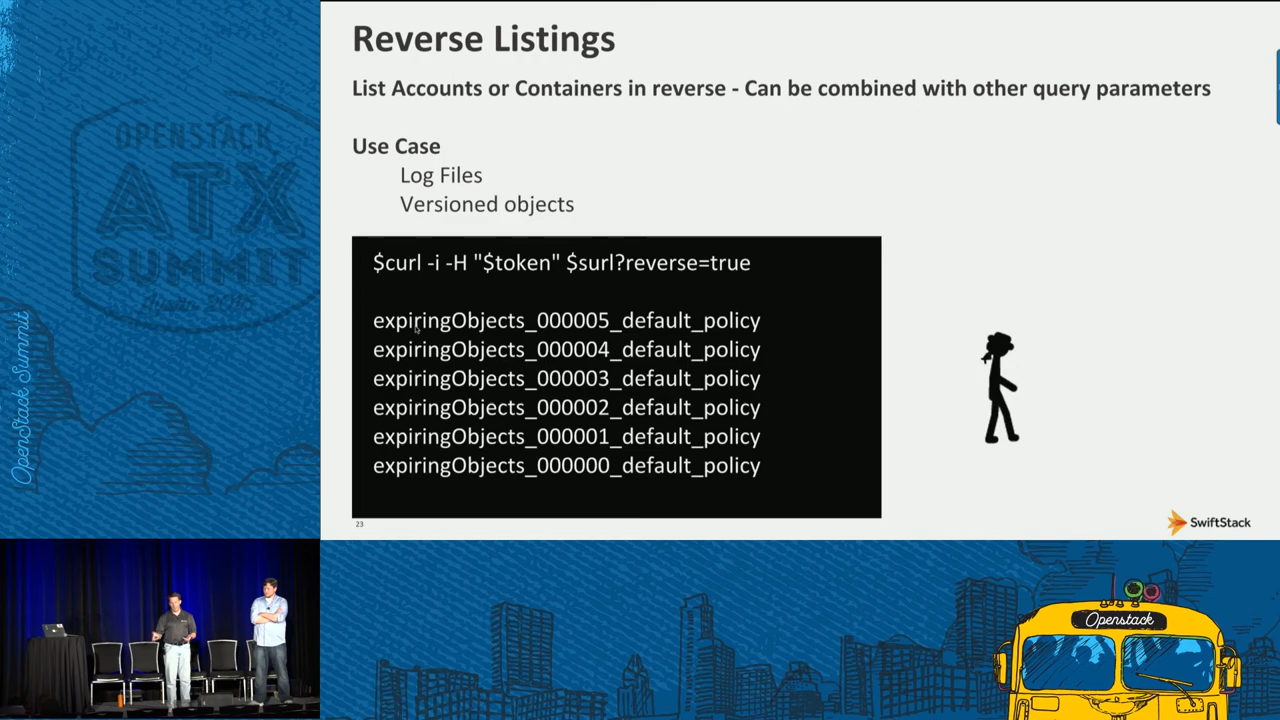 Reverse Listings
List Accounts or Containers in reverse - Can be combined with other query parameters
Use Case
Log Files
Versioned objects
$curl -i -H "$token" $surl?reverse=true
expiringObjects_000005_default_policy
expiringObjects_000004_default_policy
expiringObjects_000003_default_policy
expiringObjects_000002_default_policy
expiringObjects_000001_default_policy
expiringObjects_000000_default_policy
23
SwiftStack
OPENSTACK
ATX
SUMMIT
Austin, 2016
OpenStack Summit
Openstack